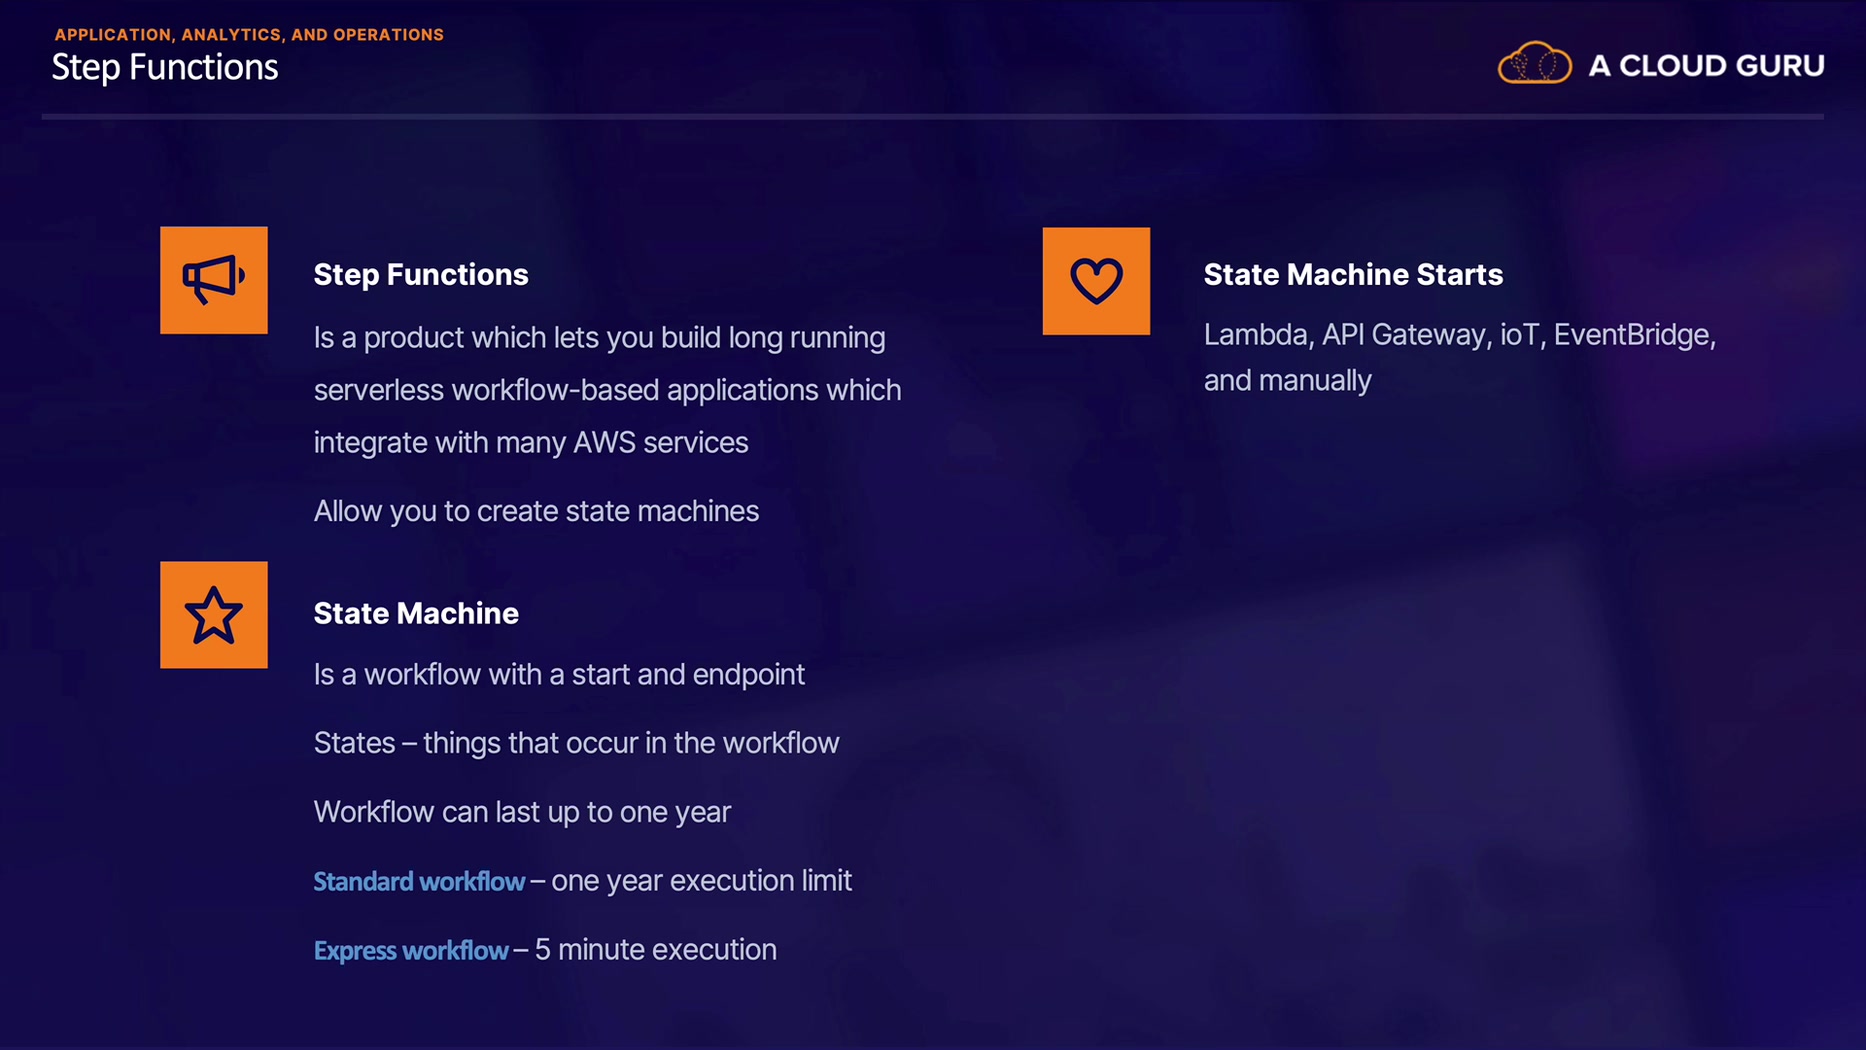 APPLICATION, ANALYTICS, AND OPERATIONS
Step Functions
A CLOUD GURU
Step Functions
Is a product which lets you build long running
serverless workflow-based applications which
integrate with many AWS services
Allow you to create state machines
State Machine
Is a workflow with a start and endpoint
States – things that occur in the workflow
Workflow can last up to one year
Standard workflow – one year execution limit
Express workflow – 5 minute execution
State Machine Starts
Lambda, API Gateway, ioT, EventBridge,
and manually